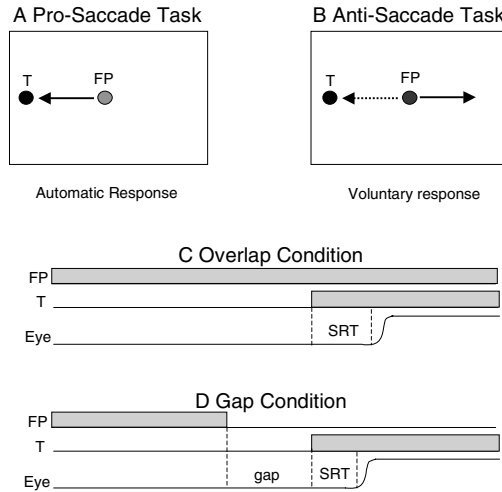 A Pro-Saccade Task
T
FP
Automatic Response
B Anti-Saccade Task
T
FP
Voluntary response
C Overlap Condition
FP
T
Eye
SRT
D Gap Condition
FP
T
Eye
gap
SRT